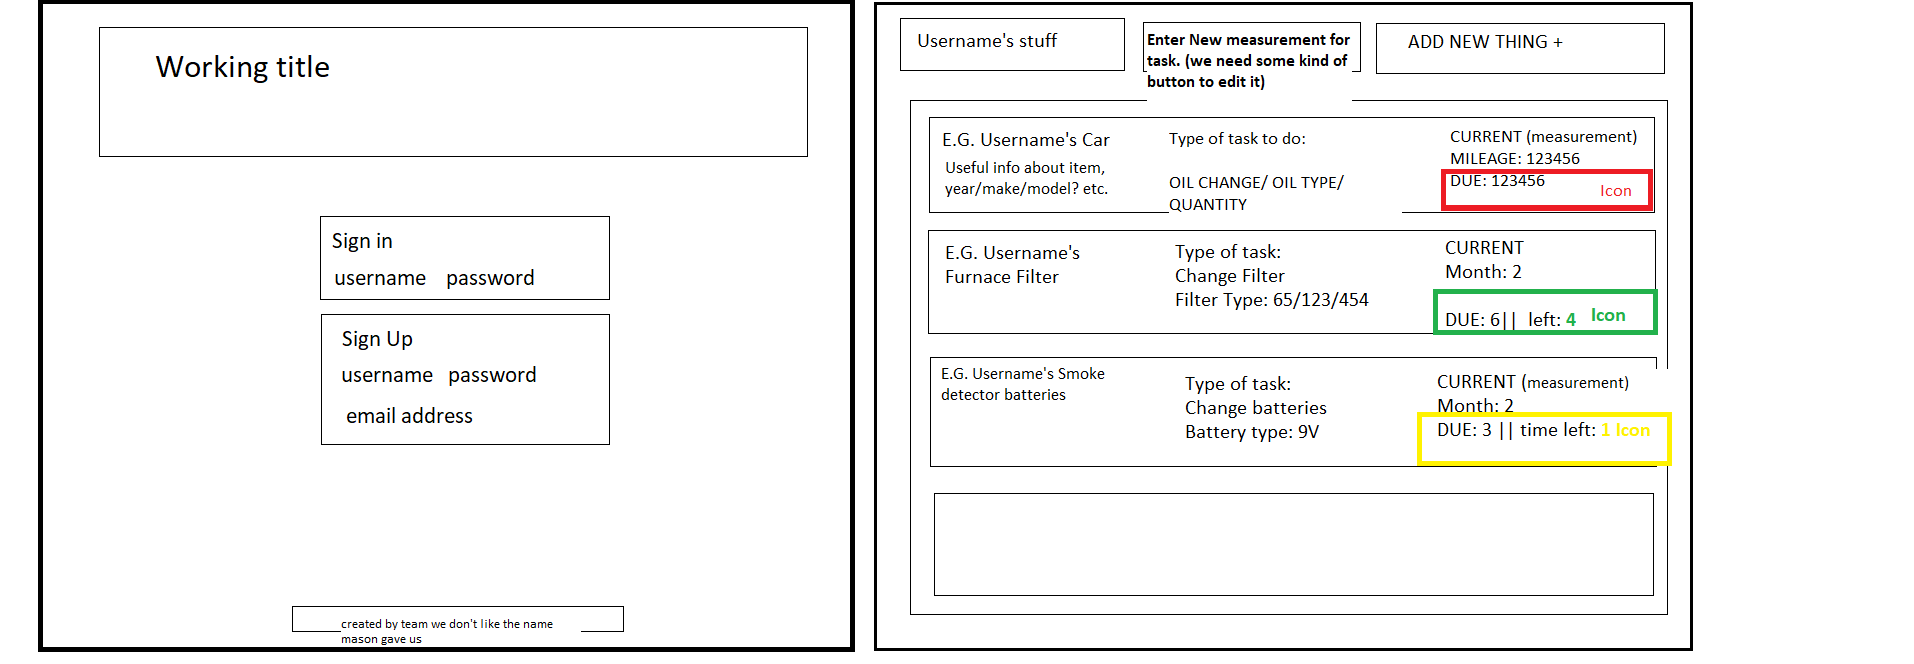 Working title
Sign in
username password
Sign Up
username password
email address
created by team we don't like the name
mason gave us
Username's stuff
Enter New measurement for
task. (we need some kind of
button to edit it)
ADD NEW THING +
E.G. Username's Car
Useful info about item,
year/make/model? etc.
Type of task to do:
OIL CHANGE/ OIL TYPE/
QUANTITY
CURRENT (measurement)
MILEAGE: 123456
DUE: 123456
Icon
E.G. Username's
Furnace Filter
Type of task:
Change Filter
Filter Type: 65/123/454
CURRENT
Month: 2
DUE: 6|| left: 4 Icon
E.G. Username's Smoke
detector batteries
Type of task:
Change batteries
Battery type: 9V
CURRENT (measurement)
Month: 2
DUE: 3 || time left: 1 Icon